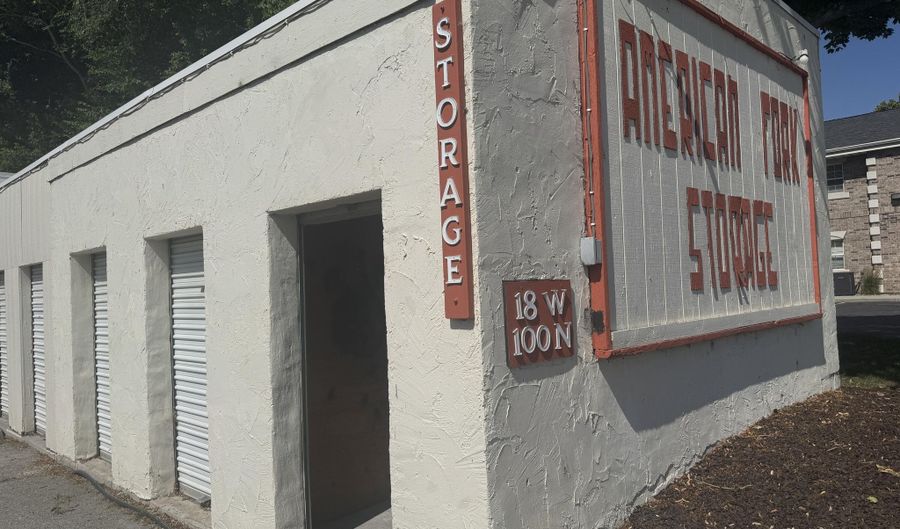 STORAGE
18 W
100 N
AMERICAN FORK
STORAGE